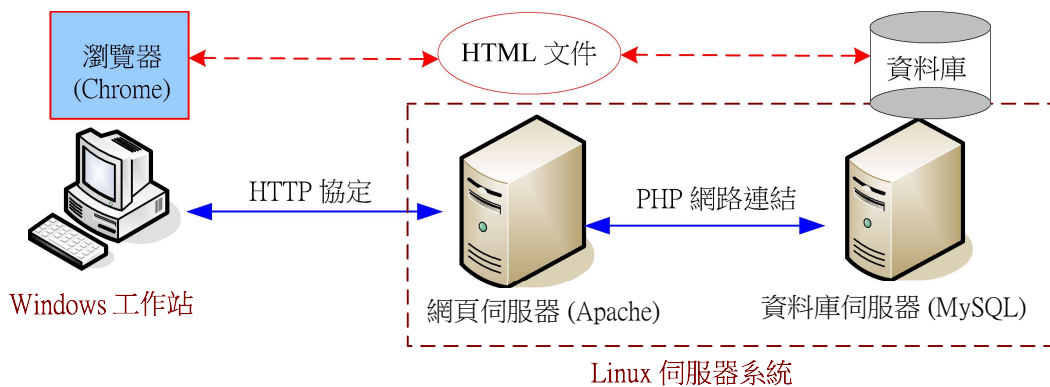 瀏覽器
(Chrome)
HTML 文件
資料庫
HTTP 協定
PHP 網路連結
Windows 工作站
網頁伺服器 (Apache)
資料庫伺服器 (MySQL)
Linux 伺服器系統